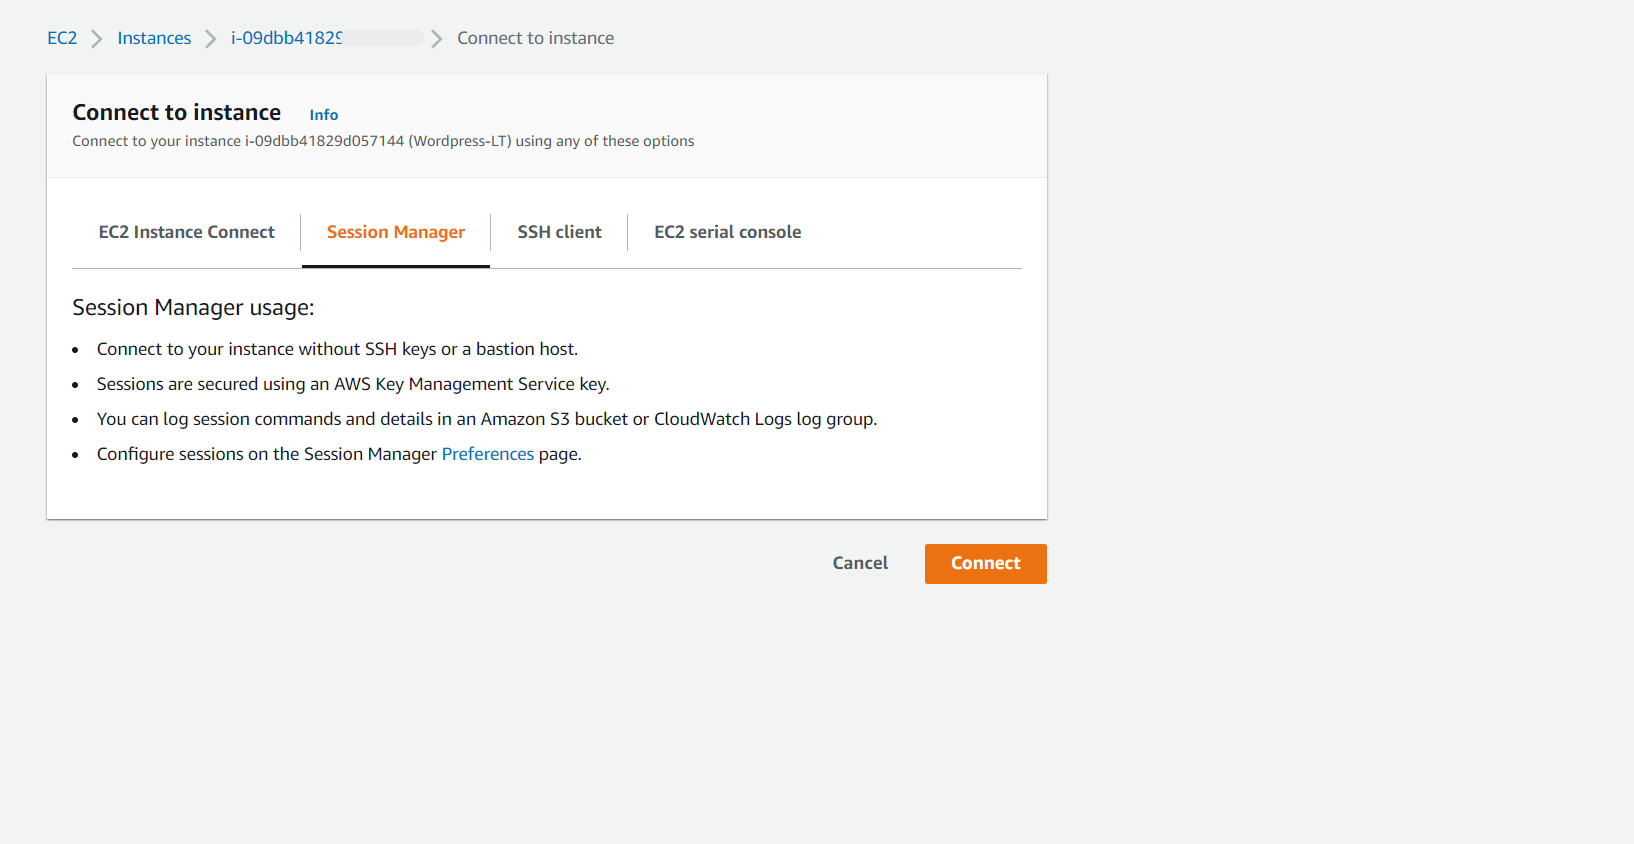 EC2 Instances i-09dbb41829 Connect to instance
Connect to instance Info
Connect to your instance i-09dbb41829d057144 (Wordpress-LT) using any of these options
EC2 Instance Connect Session Manager SSH client EC2 serial console
Session Manager usage:
• Connect to your instance without SSH keys or a bastion host.
• Sessions are secured using an AWS Key Management Service key.
• You can log session commands and details in an Amazon S3 bucket or CloudWatch Logs log group.
• Configure sessions on the Session Manager Preferences page.
Cancel Connect